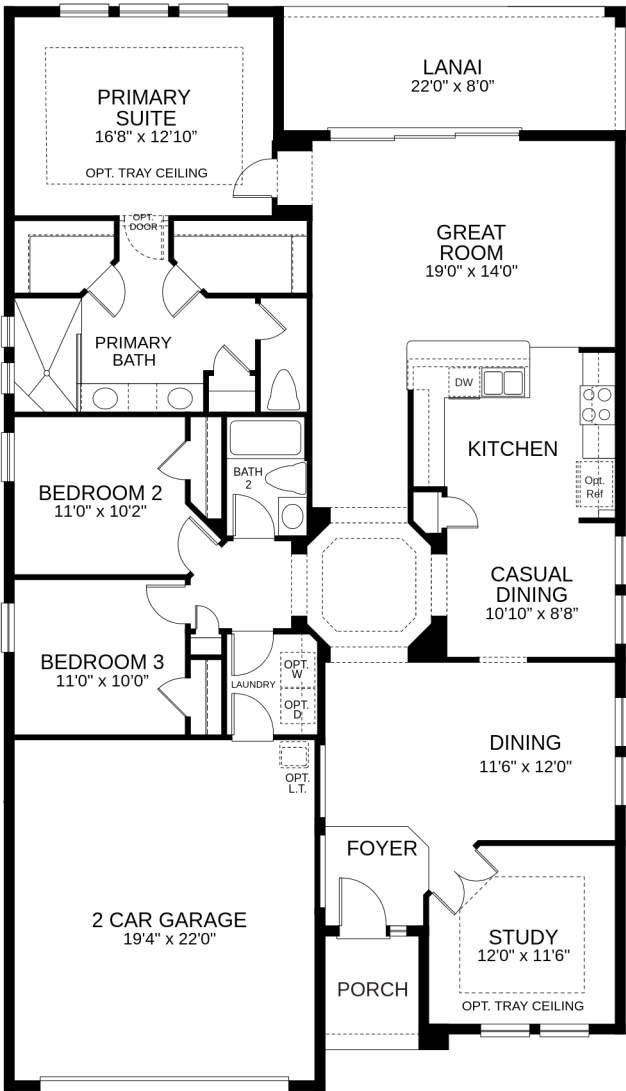 LANAI
22'0" x 8'0”
PRIMARY
SUITE
16'8" x 12'10”
OPT. TRAY CEILING
OPT.
DOOR
GREAT
ROOM
19'0" x 14'0"
PRIMARY
BATH
DW
KITCHEN
Opt.
Ref
BATH
2
BEDROOM 2
11'0" x 10'2"
CASUAL
DINING
10'10” x 8'8”
BEDROOM 3
11'0" x 10’0”
LAUNDRY
OPT.
W
OPT.
D
DINING
11'6" x 12'0"
OPT.
L.T.
FOYER
2 CAR GARAGE
19'4" x 22'0"
STUDY
12'0" x 11'6"
OPT. TRAY CEILING
PORCH